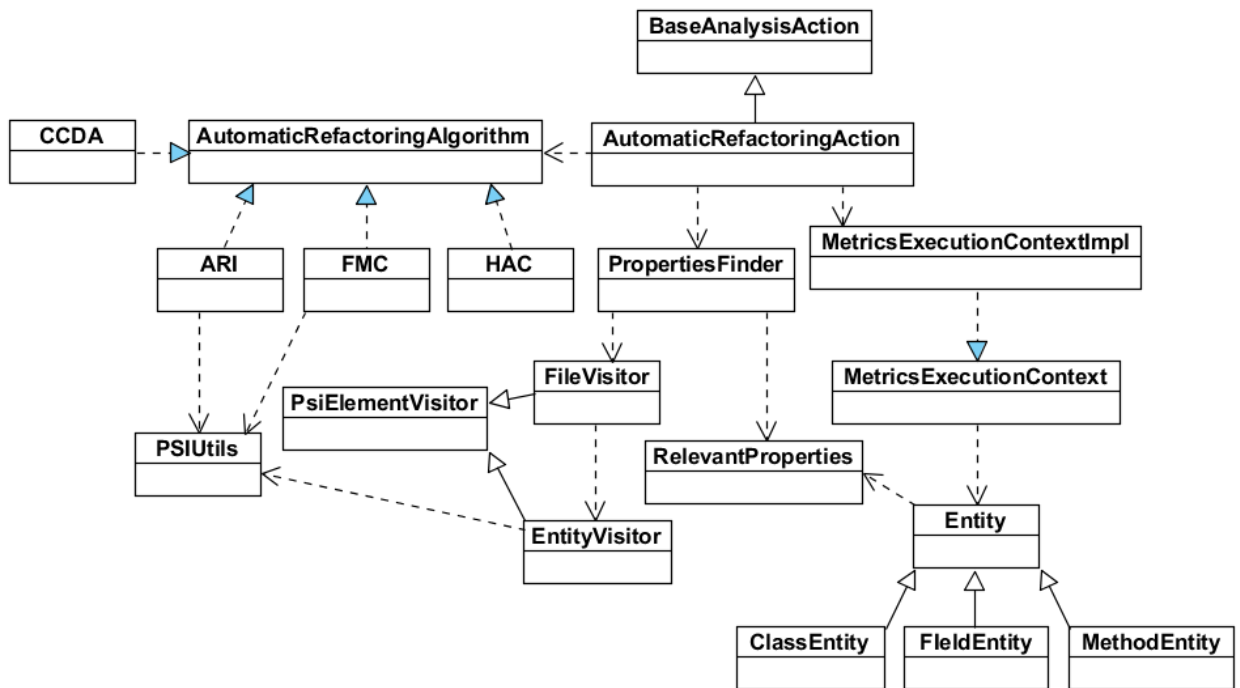 BaseAnalysisAction
CCDA
AutomaticRefactoringAlgorithm
AutomaticRefactoringAction
MetricsExecutionContextImpl
ARI
FMC
HAC
PropertiesFinder
FileVisitor
MetricsExecutionContext
PsiElementVisitor
PSIUtils
RelevantProperties
Entity
EntityVisitor
ClassEntity
FIeldEntity
MethodEntity